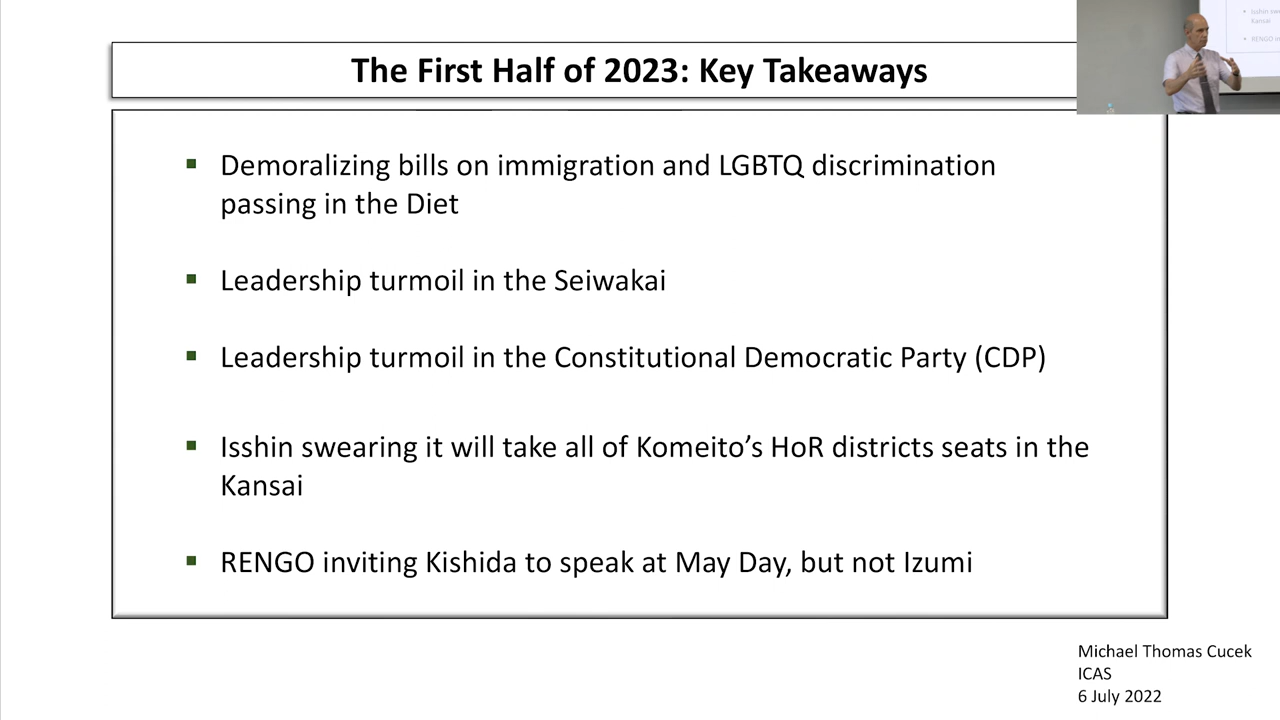 The First Half of 2023: Key Takeaways
Demoralizing bills on immigration and LGBTQ discrimination
passing in the Diet
Leadership turmoil in the Seiwakai
Leadership turmoil in the Constitutional Democratic Party (CDP)
Isshin swearing it will take all of Komeito’s HoR districts seats in the
Kansai
RENGO inviting Kishida to speak at May Day, but not Izumi
Michael Thomas Cucek
ICAS
6 July 2022
Isshin
Kansai
RENGO